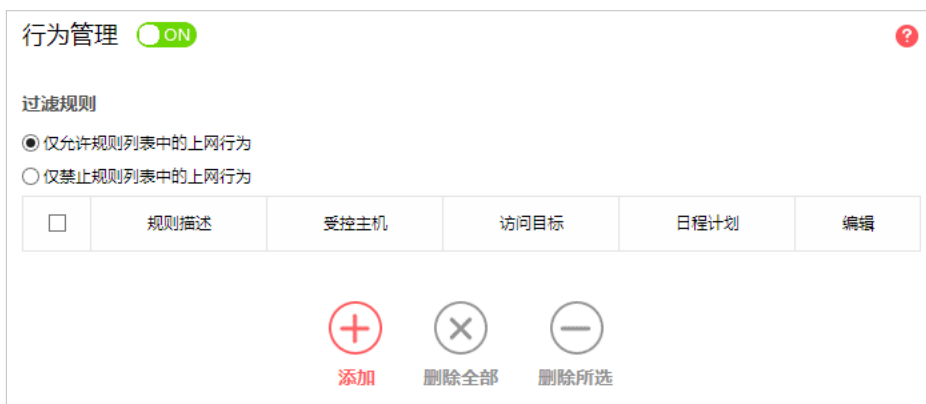 行为管理 ON ?
过滤规则
仅允许规则列表中的上网行为
仅禁止规则列表中的上网行为
规则描述 受控主机 访问目标 日程计划 编辑
添加 删除全部 删除所选